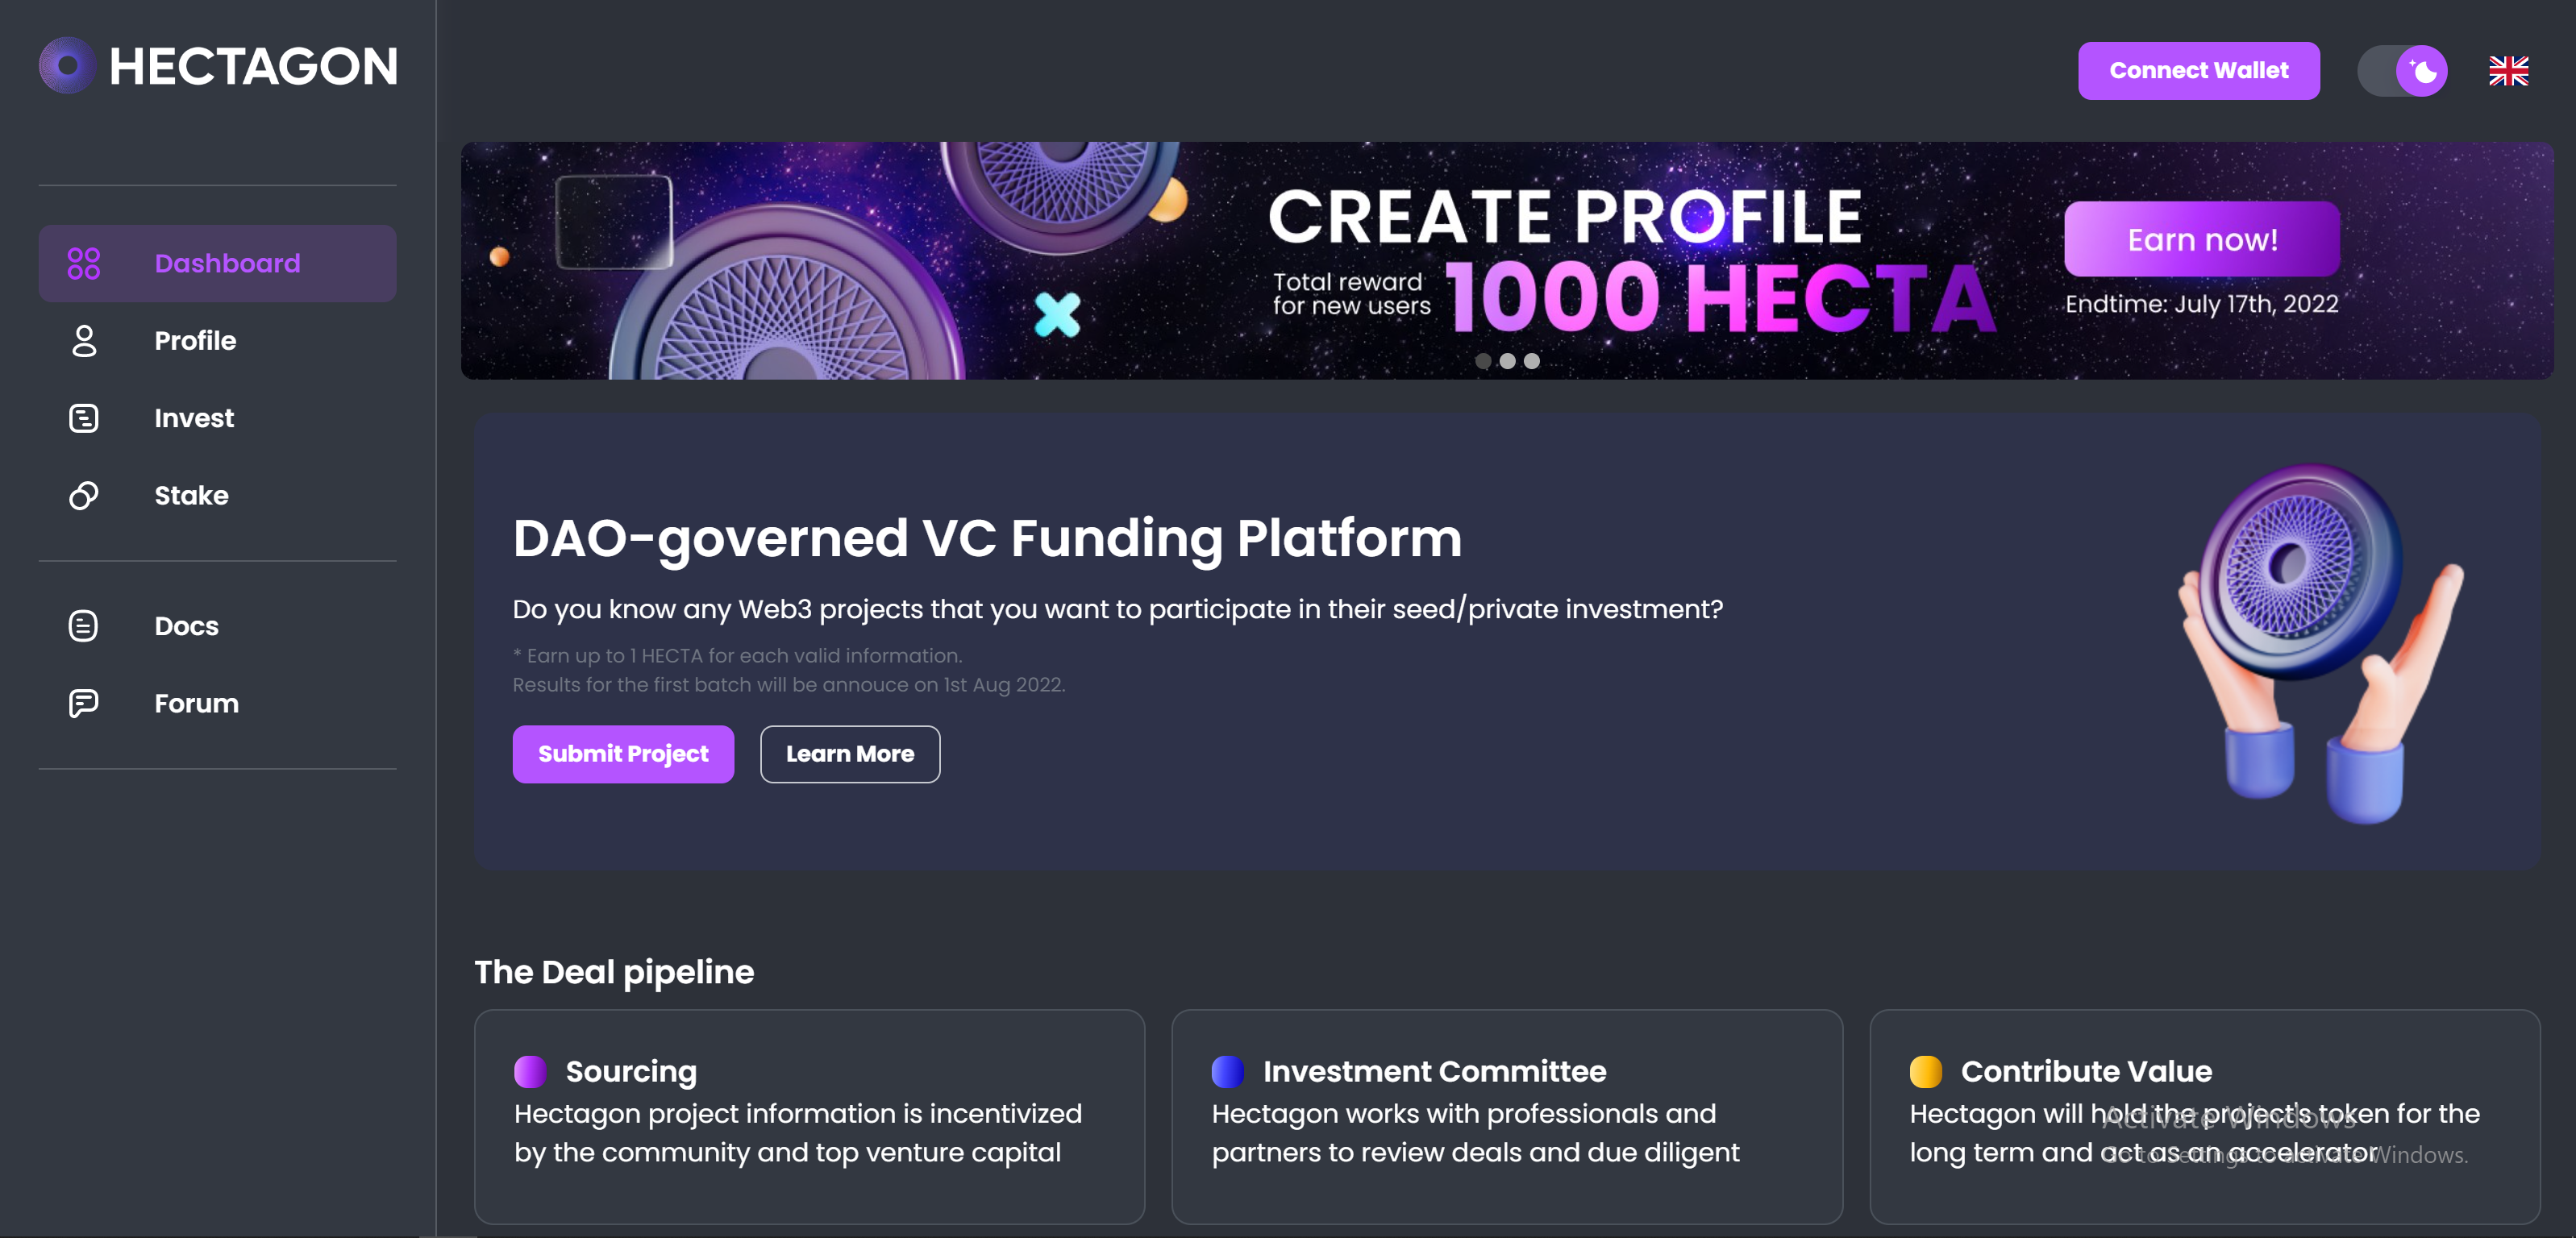 HECTAGON
Connect Wallet
Dashboard
Profile
Invest
Stake
Docs
Forum
CREATE PROFILE
Total reward
for new users
1000 HECTA
Earn now!
Endtime: July 17th, 2022
DAO-governed VC Funding Platform
Do you know any Web3 projects that you want to participate in their seed/private investment?
* Earn up to 1 HECTA for each valid information.
Results for the first batch will be annouce on 1st Aug 2022.
Submit Project
Learn More
The Deal pipeline
Sourcing
Hectagon project information is incentivized
by the community and top venture capital
Investment Committee
Hectagon works with professionals and
partners to review deals and due diligent
Contribute Value
Hectagon will hold the projects token for the
long term and act as an accelerator
Activate Windows
Go to Settings to activate Windows.